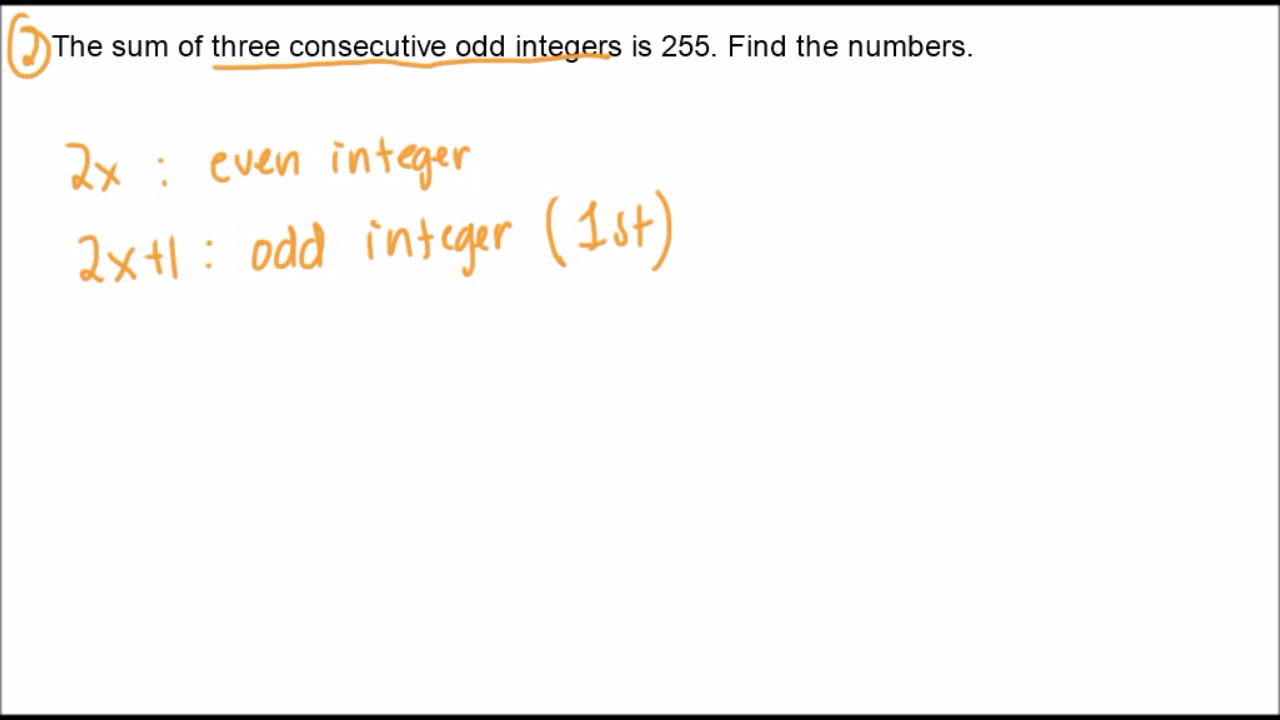 ② The sum of three consecutive odd integers is 255. Find the numbers.
2x : even integer
2x+1 : odd integer (1st)